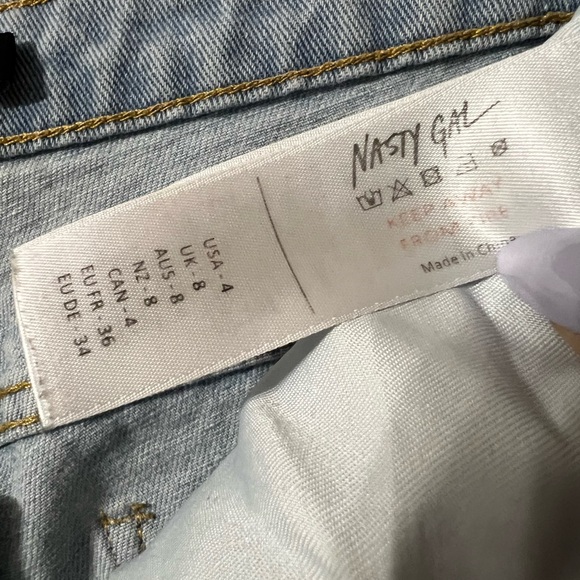 NASTY GAL
KEEP AWAY
FROM FIRE
Made in China
USA - 4
UK - 8
AUS - 8
NZ - 8
CAN - 4
EU FR - 36
EU DE - 34